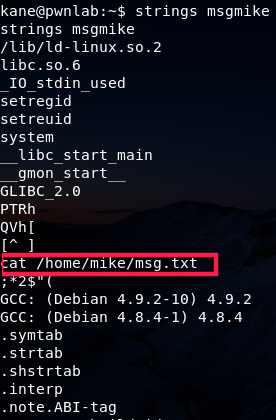 kane@pwnlab:~$ strings msgmike
strings msgmike
/lib/ld-linux.so.2
libc.so.6
_IO_stdin_used
setregid
setreuid
system
__libc_start_main
__gmon_start__
GLIBC_2.0
PTRh
QVh[
[^_]
cat /home/mike/msg.txt
;*2$"(
GCC: (Debian 4.9.2-10) 4.9.2
GCC: (Debian 4.8.4-1) 4.8.4
.symtab
.strtab
.shstrtab
.interp
.note.ABI-tag